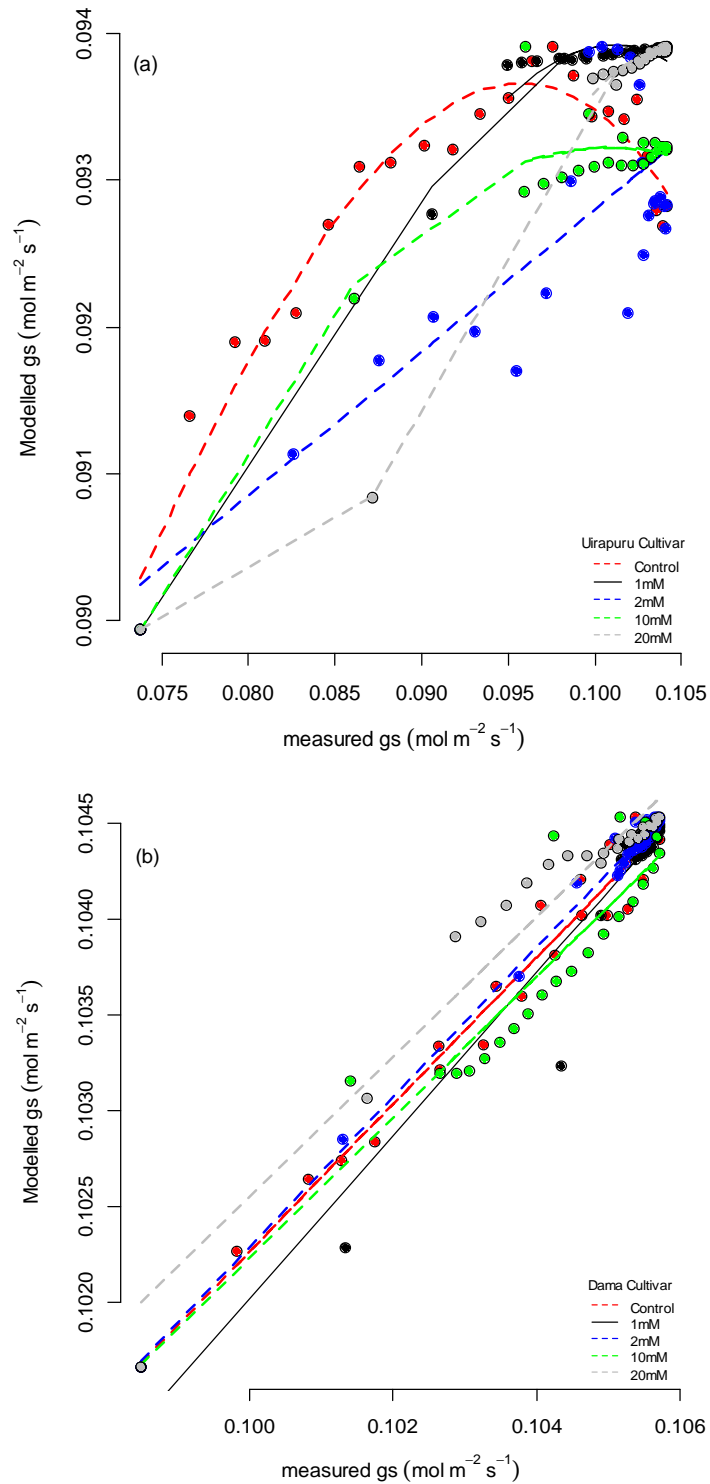 (a)
Modelled gs (mol m⁻² s⁻¹)
0.094
0.093
0.092
0.091
0.090
Uirapuru Cultivar
Control
1mM
2mM
10mM
20mM
0.075 0.080 0.085 0.090 0.095 0.100 0.105
measured gs (mol m⁻² s⁻¹)
(b)
Modelled gs (mol m⁻² s⁻¹)
0.1045
0.1040
0.1035
0.1030
0.1025
0.1020
Dama Cultivar
Control
1mM
2mM
10mM
20mM
0.100 0.102 0.104 0.106
measured gs (mol m⁻² s⁻¹)